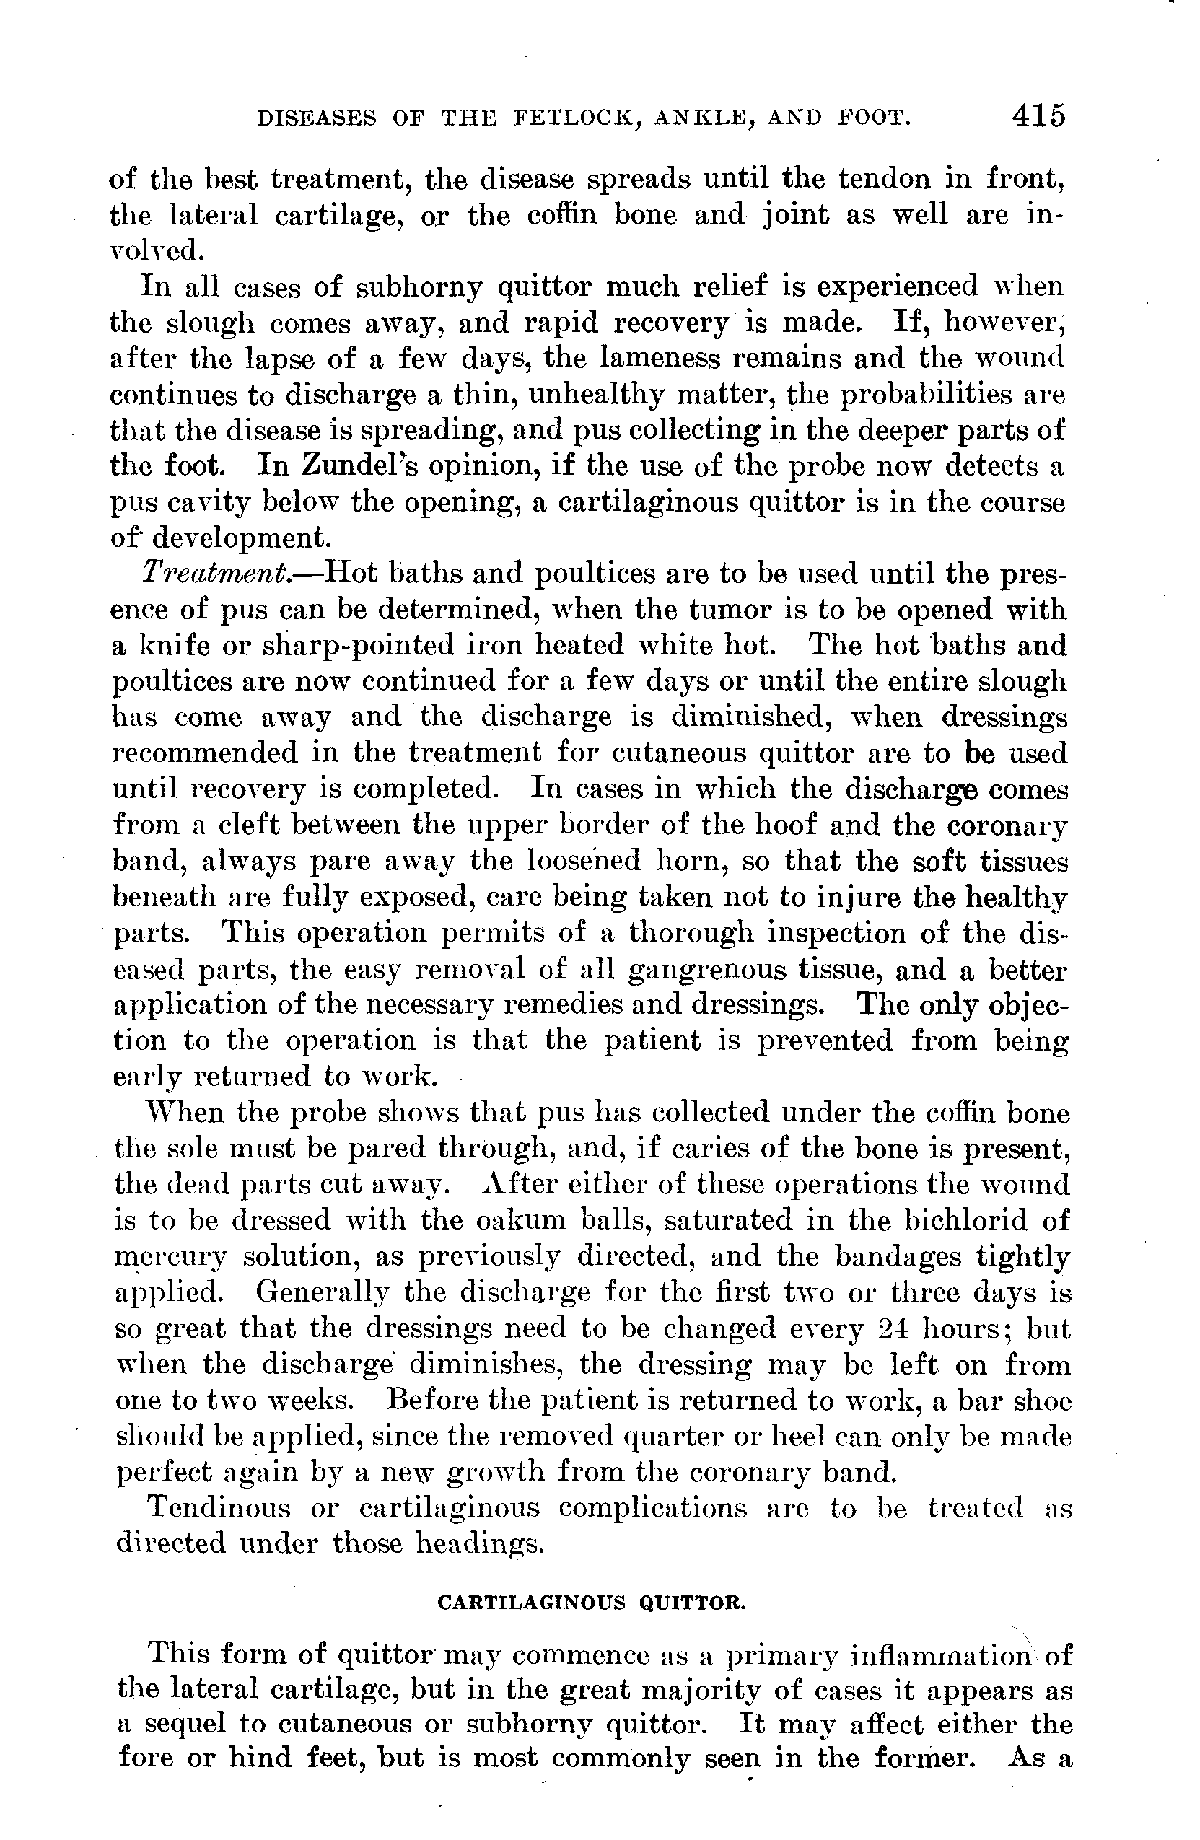 DISEASES OF THE FETLOCK, ANKLE, AND FOOT. 415
of the best treatment, the disease spreads until the tendon in front,
the lateral cartilage, or the coffin bone and joint as well are in-
volved.
In all cases of subhorny quittor much relief is experienced when
the slough comes away, and rapid recovery is made. If, however,
after the lapse of a few days, the lameness remains and the wound
continues to discharge a thin, unhealthy matter, the probabilities are
that the disease is spreading, and pus collecting in the deeper parts of
the foot. In Zundel's opinion, if the use of the probe now detects a
pus cavity below the opening, a cartilaginous quittor is in the course
of development.
Treatment.—Hot baths and poultices are to be used until the pres-
ence of pus can be determined, when the tumor is to be opened with
a knife or sharp-pointed iron heated white hot. The hot baths and
poultices are now continued for a few days or until the entire slough
has come away and the discharge is diminished, when dressings
recommended in the treatment for cutaneous quittor are to be used
until recovery is completed. In cases in which the discharge comes
from a cleft between the upper border of the hoof and the coronary
band, always pare away the loosened horn, so that the soft tissues
beneath are fully exposed, care being taken not to injure the healthy
parts. This operation permits of a thorough inspection of the dis-
eased parts, the easy removal of all gangrenous tissue, and a better
application of the necessary remedies and dressings. The only objec-
tion to the operation is that the patient is prevented from being
early returned to work.
When the probe shows that pus has collected under the coffin bone
the sole must be pared through, and, if caries of the bone is present,
the dead parts cut away. After either of these operations the wound
is to be dressed with the oakum balls, saturated in the bichlorid of
mercury solution, as previously directed, and the bandages tightly
applied. Generally the discharge for the first two or three days is
so great that the dressings need to be changed every 24 hours; but
when the discharge diminishes, the dressing may be left on from
one to two weeks. Before the patient is returned to work, a bar shoe
should be applied, since the removed quarter or heel can only be made
perfect again by a new growth from the coronary band.
Tendinous or cartilaginous complications are to be treated as
directed under those headings.
CARTILAGINOUS QUITTOR.
This form of quittor may commence as a primary inflammation of
the lateral cartilage, but in the great majority of cases it appears as
a sequel to cutaneous or subhorny quittor. It may affect either the
fore or hind feet, but is most commonly seen in the former. As a